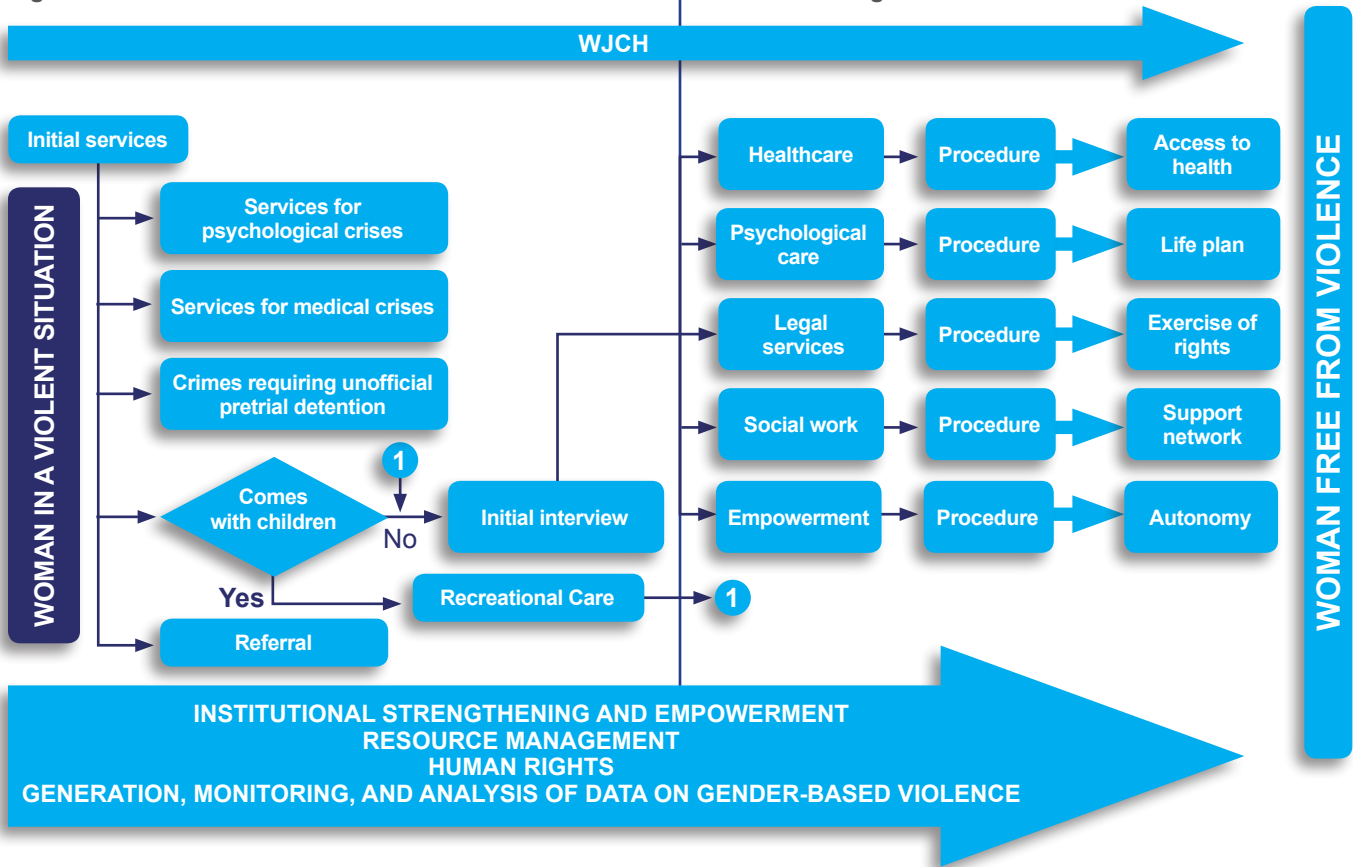 WJCH
Initial services
WOMAN IN A VIOLENT SITUATION
Services for
psychological crises
Services for medical crises
Crimes requiring unofficial
pretrial detention
1
Comes
with children
No
Initial interview
Yes
Recreational Care
1
Referral
Healthcare
Procedure
Access to
health
Psychological
care
Procedure
Life plan
Legal
services
Procedure
Exercise of
rights
Social work
Procedure
Support
network
Empowerment
Procedure
Autonomy
WOMAN FREE FROM VIOLENCE
INSTITUTIONAL STRENGTHENING AND EMPOWERMENT
RESOURCE MANAGEMENT
HUMAN RIGHTS
GENERATION, MONITORING, AND ANALYSIS OF DATA ON GENDER-BASED VIOLENCE